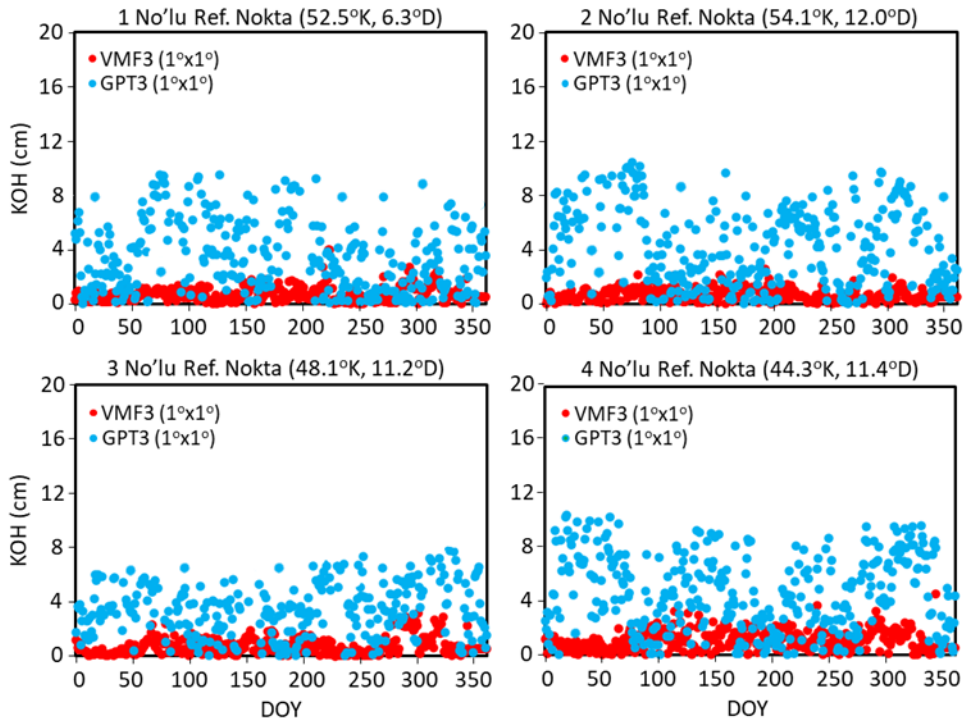 1 No'lu Ref. Nokta (52.5°K, 6.3°D)
20
16
12
8
4
0
KOH (cm)
VMF3 (1°x1°)
GPT3 (1°x1°)
0 50 100 150 200 250 300 350
2 No'lu Ref. Nokta (54.1°K, 12.0°D)
20
16
12
8
4
0
VMF3 (1°x1°)
GPT3 (1°x1°)
0 50 100 150 200 250 300 350
3 No'lu Ref. Nokta (48.1°K, 11.2°D)
20
16
12
8
4
0
KOH (cm)
VMF3 (1°x1°)
GPT3 (1°x1°)
0 50 100 150 200 250 300 350
DOY
4 No'lu Ref. Nokta (44.3°K, 11.4°D)
20
16
12
8
4
0
VMF3 (1°x1°)
GPT3 (1°x1°)
0 50 100 150 200 250 300 350
DOY